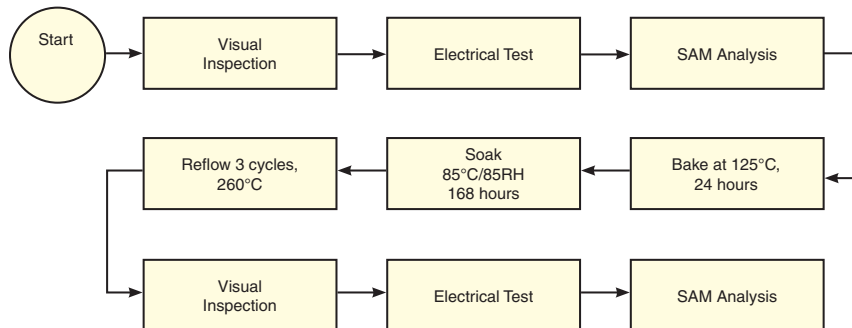 Start
Visual
Inspection
Electrical Test
SAM Analysis
Bake at 125°C,
24 hours
Soak
85°C/85RH
168 hours
Reflow 3 cycles,
260°C
Visual
Inspection
Electrical Test
SAM Analysis